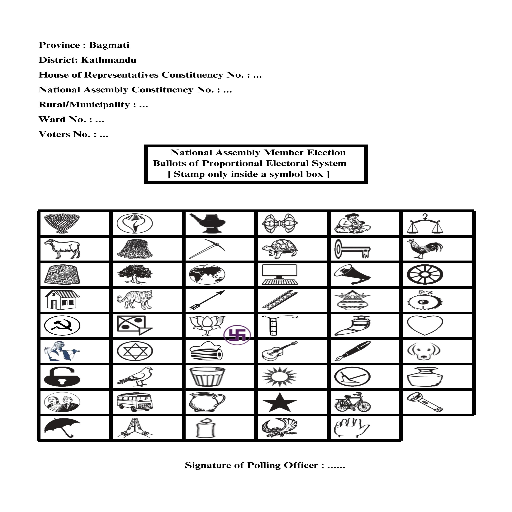 Province : Bagmati
District: Kathmandu
House of Representatives Constituency No. : ...
National Assembly Constituency No. : ...
Rural/Municipality : ...
Ward No. : ...
Voters No. : ...
National Assembly Member Election
Ballots of Proportional Electoral System
[ Stamp only inside a symbol box ]
Signature of Polling Officer : ......